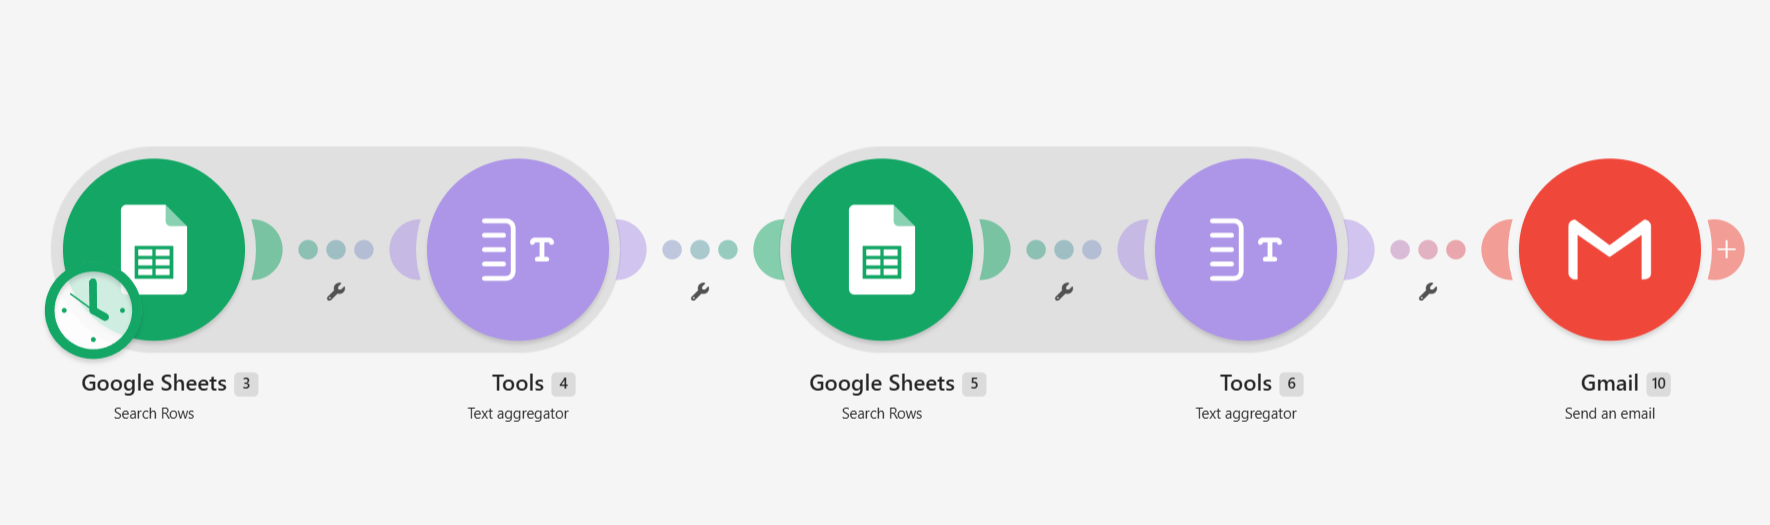 Google Sheets 3
Search Rows
Tools 4
Text aggregator
Google Sheets 5
Search Rows
Tools 6
Text aggregator
Gmail 10
Send an email